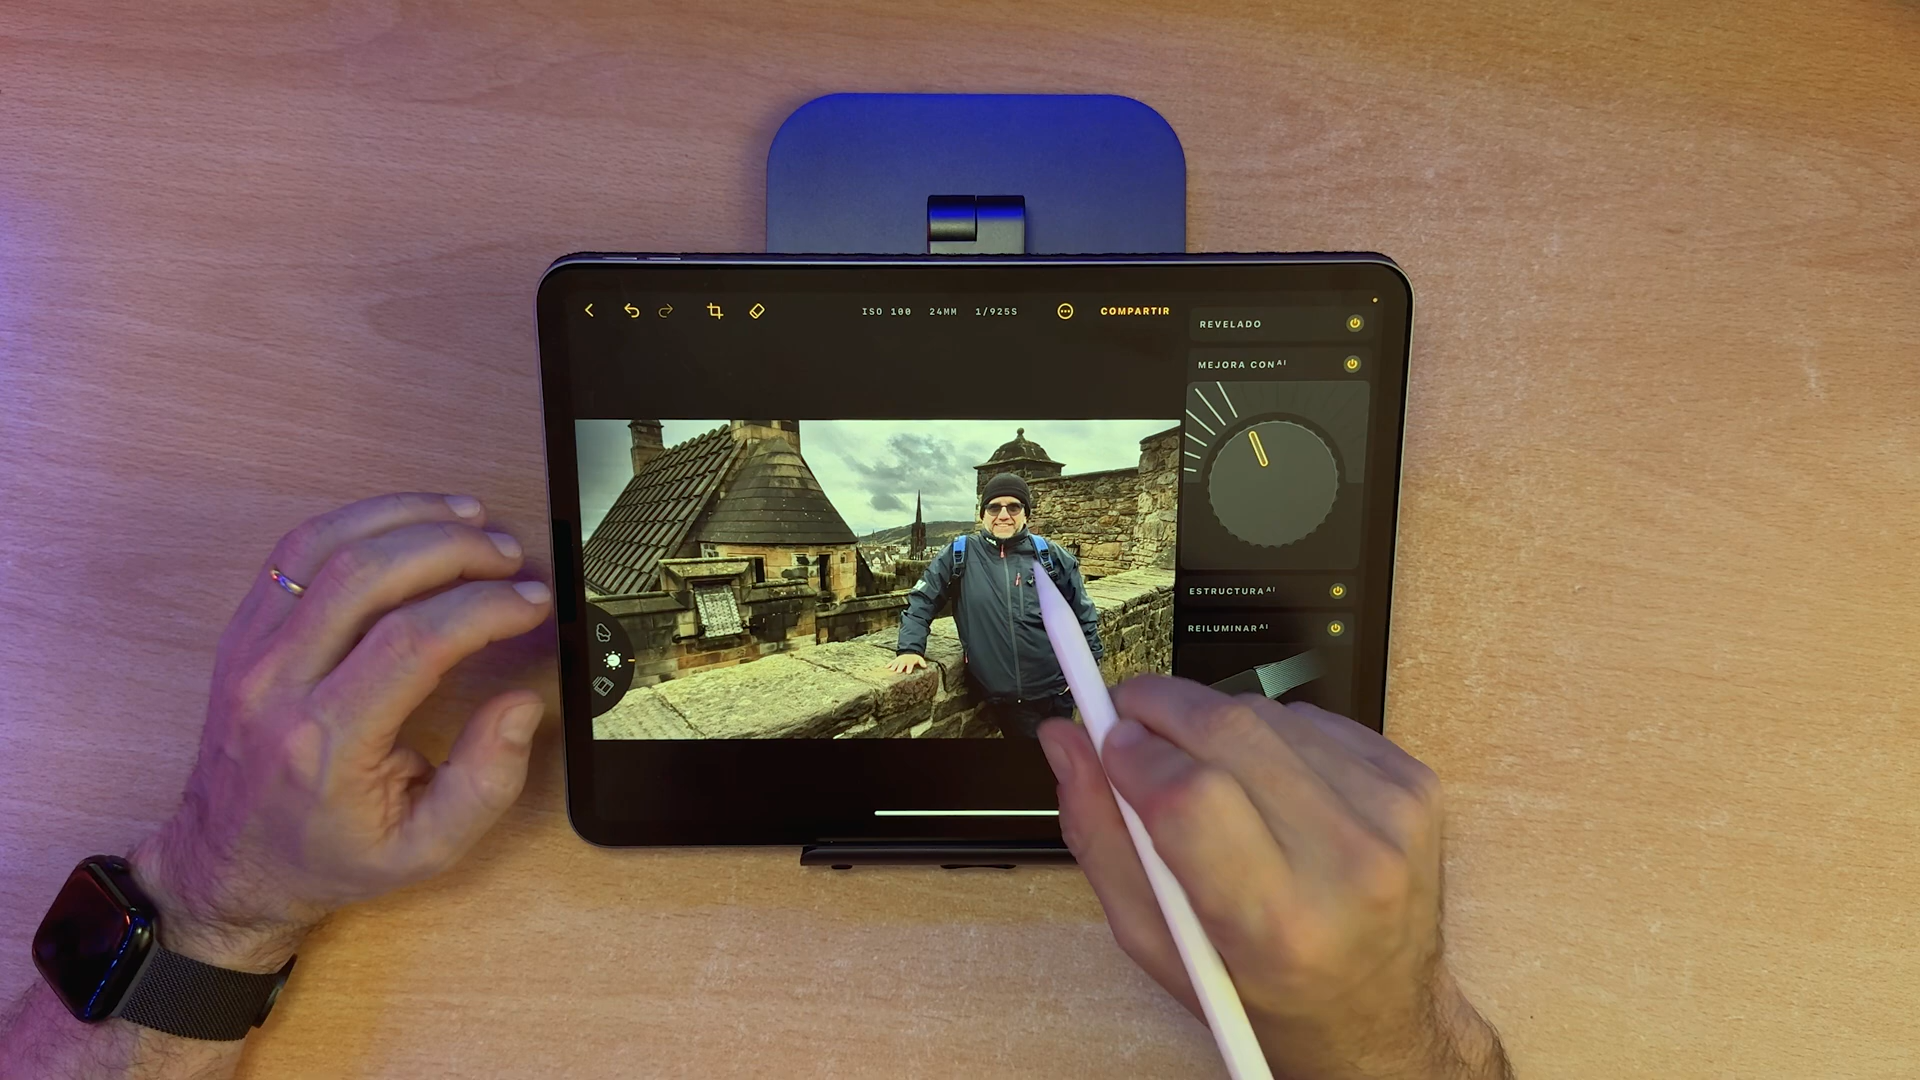 ISO 100 24MM 1/925S
COMPARTIR
REVELADO
MEJORA CON AI
ESTRUCTURA AI
REILUMINAR AI